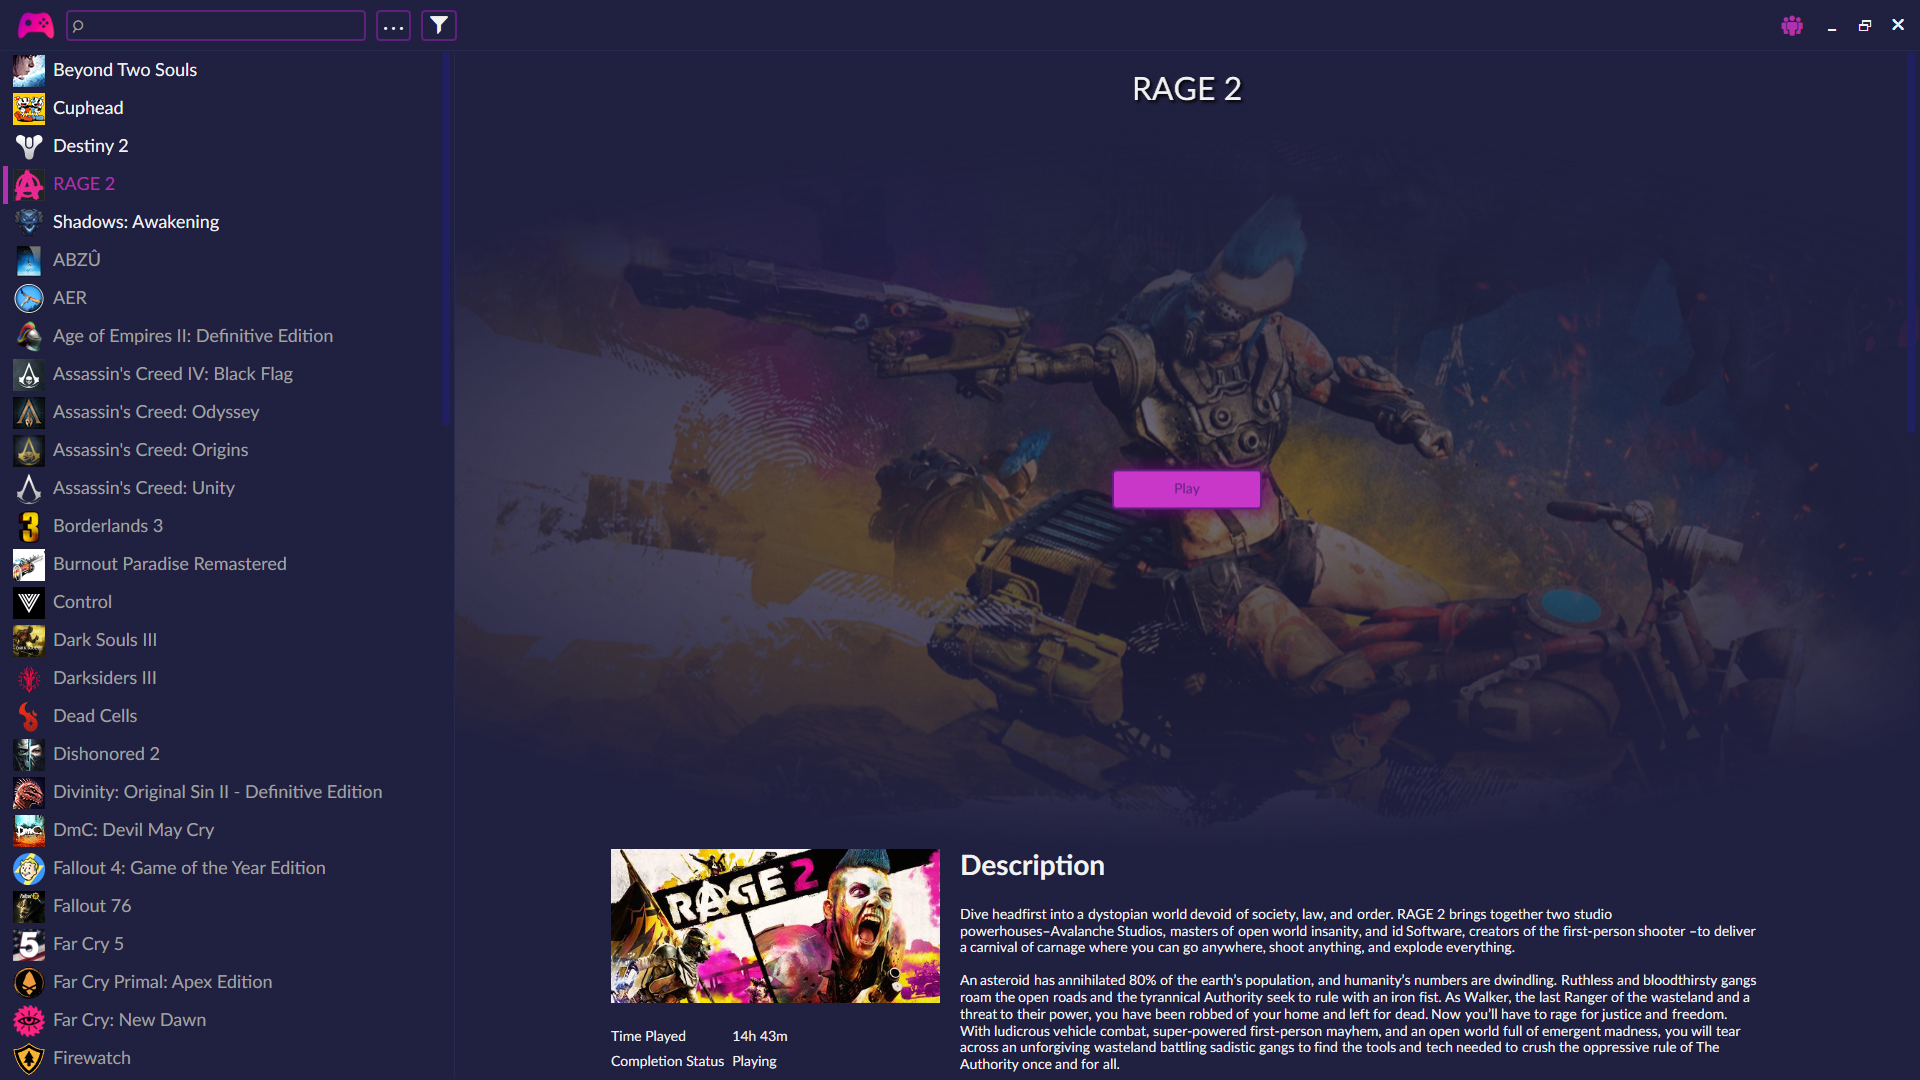 ...
Beyond Two Souls
Cuphead
Destiny 2
RAGE 2
Shadows: Awakening
ABZÛ
AER
Age of Empires II: Definitive Edition
Assassin's Creed IV: Black Flag
Assassin's Creed: Odyssey
Assassin's Creed: Origins
Assassin's Creed: Unity
3
Borderlands 3
Burnout Paradise Remastered
Control
Dark Souls III
Darksiders III
Dead Cells
Dishonored 2
Divinity: Original Sin II - Definitive Edition
DmC
DmC: Devil May Cry
Fallout 4: Game of the Year Edition
Fallout 76
5
Far Cry 5
Far Cry Primal: Apex Edition
Far Cry: New Dawn
Firewatch
RAGE 2
Play
RAGE 2
Time Played 14h 43m
Completion Status Playing
Description
Dive headfirst into a dystopian world devoid of society, law, and order. RAGE 2 brings together two studio
powerhouses–Avalanche Studios, masters of open world insanity, and id Software, creators of the first-person shooter –to deliver
a carnival of carnage where you can go anywhere, shoot anything, and explode everything.
An asteroid has annihilated 80% of the earth’s population, and humanity’s numbers are dwindling. Ruthless and bloodthirsty gangs
roam the open roads and the tyrannical Authority seek to rule with an iron fist. As Walker, the last Ranger of the wasteland and a
threat to their power, you have been robbed of your home and left for dead. Now you’ll have to rage for justice and freedom.
With ludicrous vehicle combat, super-powered first-person mayhem, and an open world full of emergent madness, you will tear
across an unforgiving wasteland battling sadistic gangs to find the tools and tech needed to crush the oppressive rule of The
Authority once and for all.